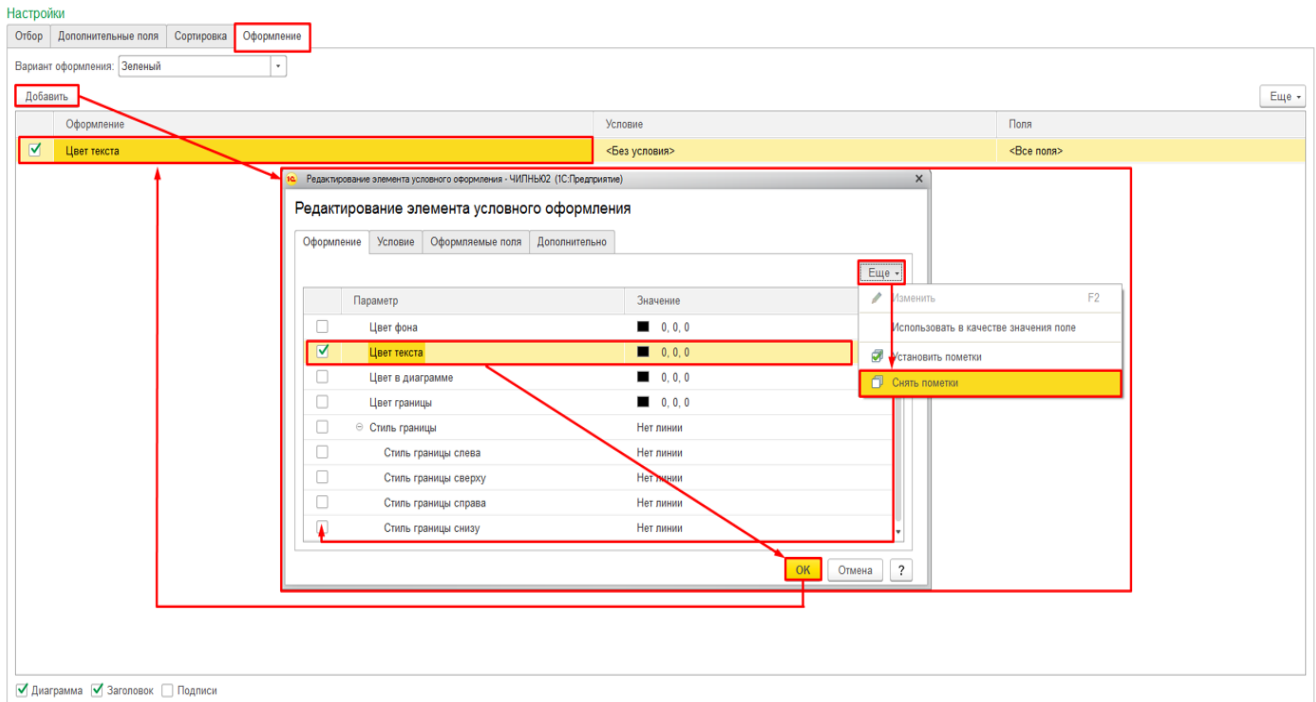 Настройки
Отбор Дополнительные поля Сортировка Оформление
Вариант оформления: Зеленый
Добавить Еще
Оформление Условие Поля
Цвет текста <Без условия> <Все поля>
1С Редактирование элемента условного оформления - ЧИПНЬЮ2 (1С:Предприятие)
Редактирование элемента условного оформления
Оформление Условие Оформляемые поля Дополнительно
Еще
Параметр Значение
Изменить F2
Цвет фона 0, 0, 0
Использовать в качестве значения поле
Цвет текста 0, 0, 0
Установить пометки
Цвет в диаграмме 0, 0, 0
Снять пометки
Цвет границы 0, 0, 0
Стиль границы Нет линии
Стиль границы слева Нет линии
Стиль границы сверху Нет линии
Стиль границы справа Нет линии
Стиль границы снизу Нет линии
ОК Отмена ?
Диаграмма Заголовок Подписи